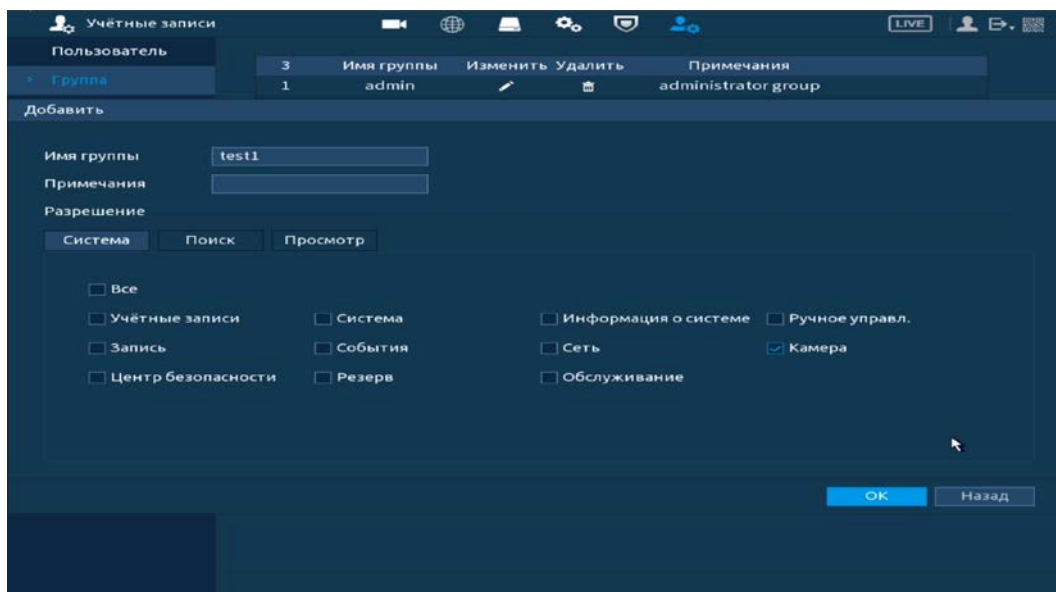 Учётные записи LIVE
Пользователь
3 Имя группы Изменить Удалить Примечания
Группа
1 admin administrator group
Добавить
Имя группы test1
Примечания
Разрешение
Система Поиск Просмотр
Все
Учётные записи Система Информация о системе Ручное управл.
Запись События Сеть Камера
Центр безопасности Резерв Обслуживание
OK Назад